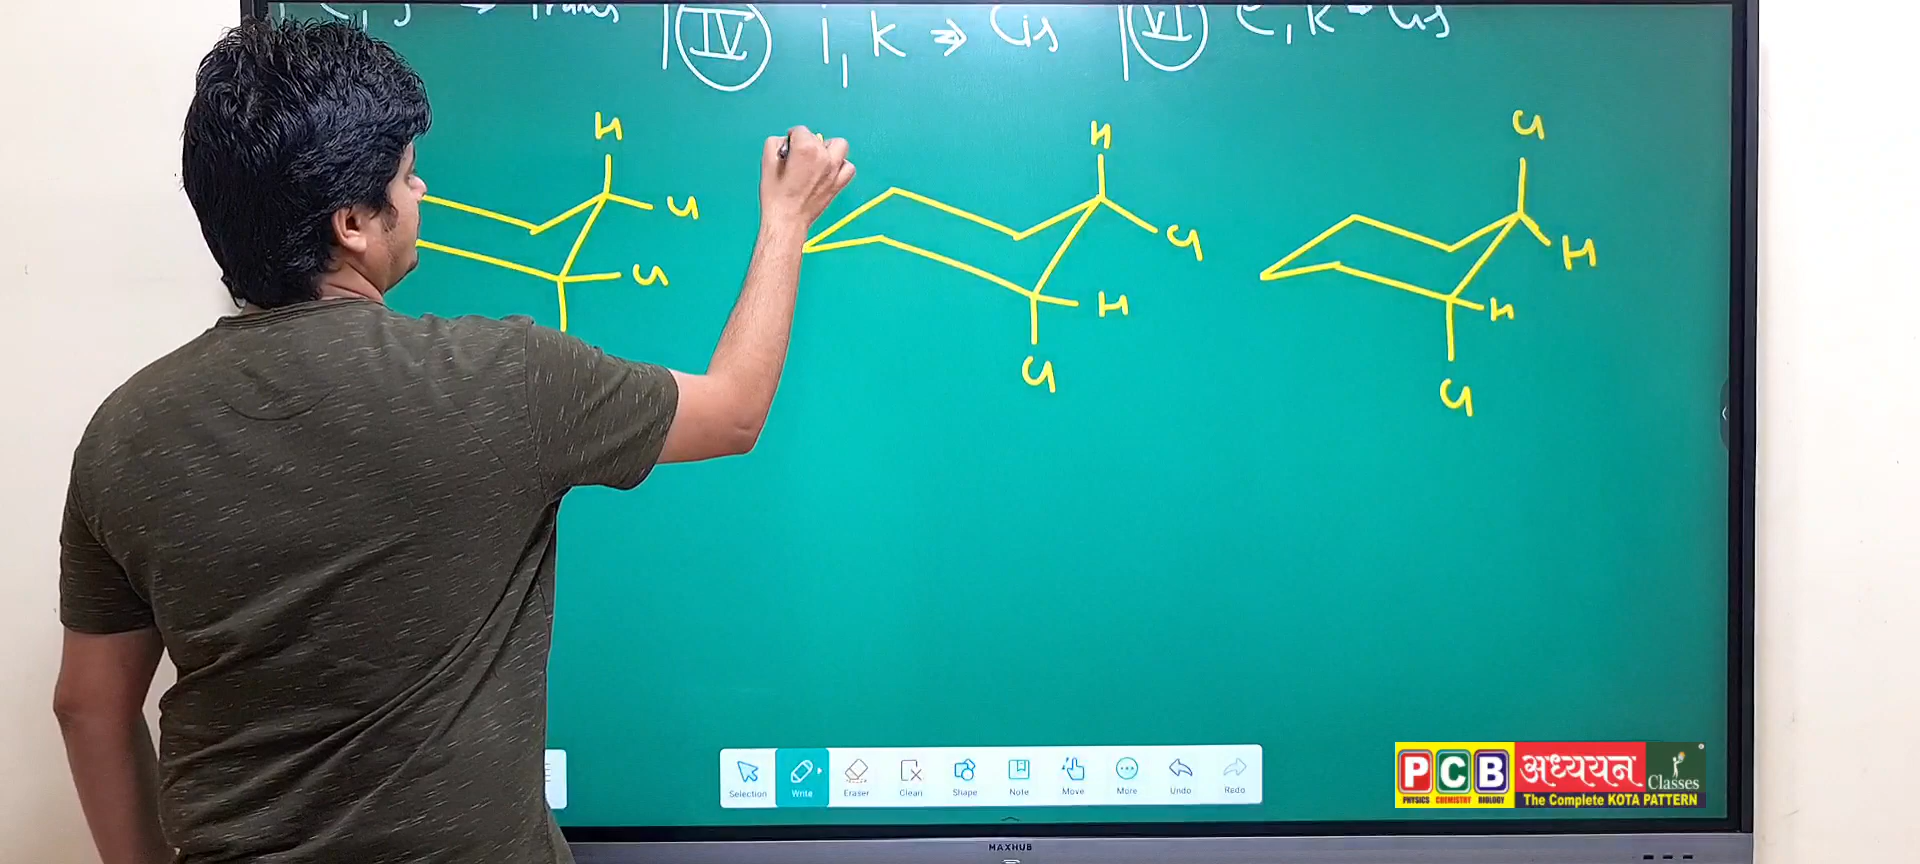 Trans
IV i, k ⇒ Cis
VI e, k → Cis
H
Cl
Cl
H
Cl
H
Cl
Cl
H
H
Cl
Selection Write Eraser Clean Shape Note Move More Undo Redo
PCB अध्ययन Classes
PHYSICS CHEMISTRY BIOLOGY The Complete KOTA PATTERN
MAXHUB